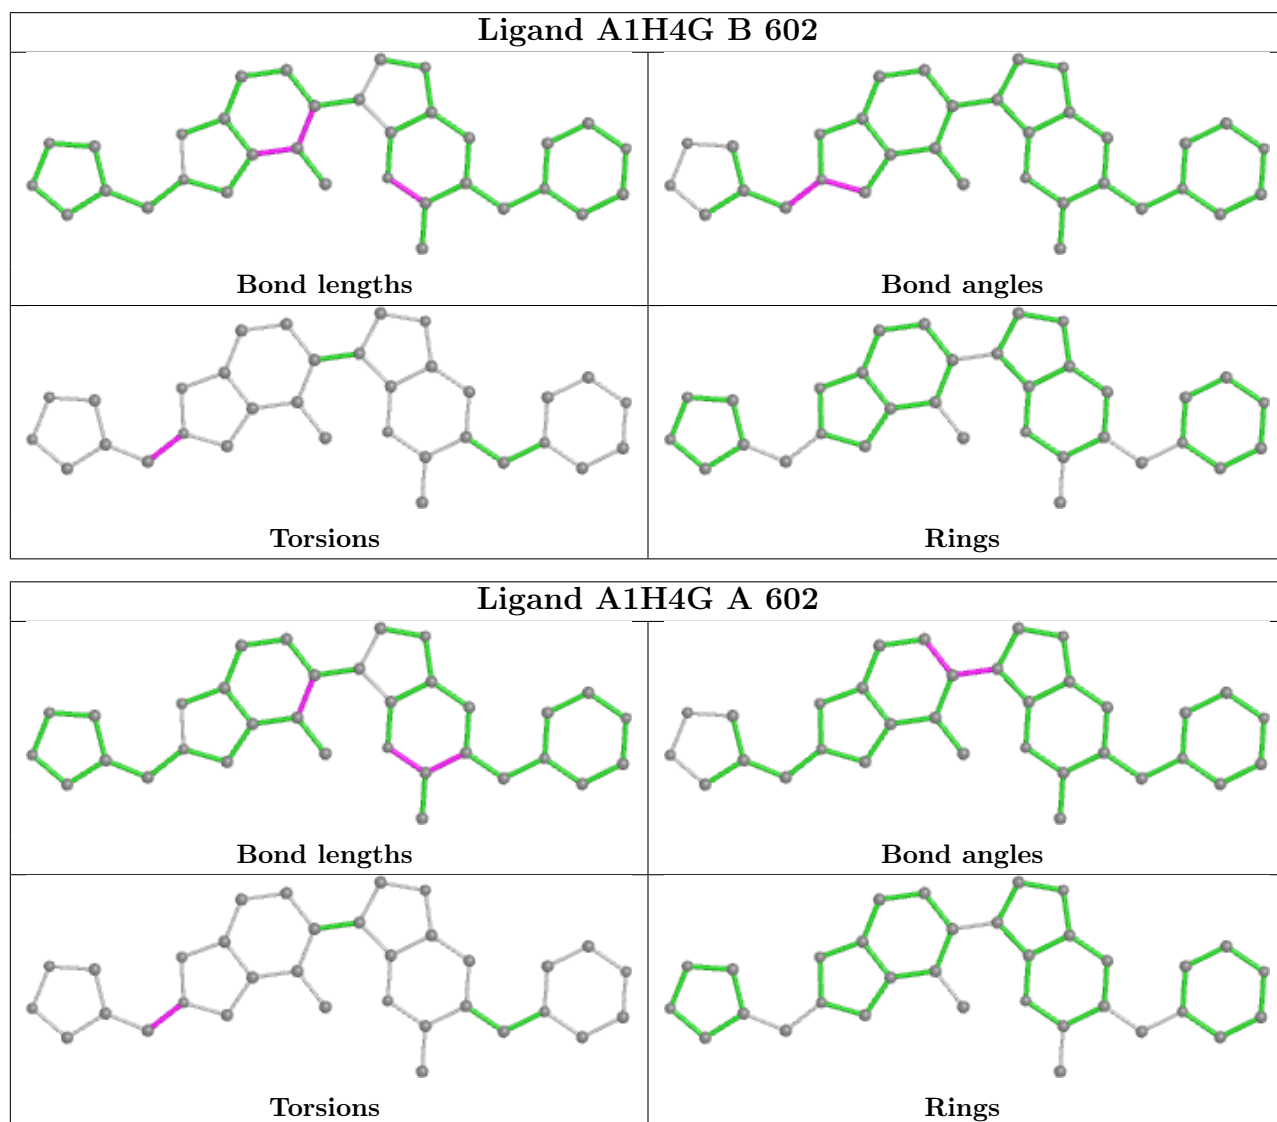 Ligand A1H4G B 602
Bond lengths
Bond angles
Torsions
Rings
Ligand A1H4G A 602
Bond lengths
Bond angles
Torsions
Rings